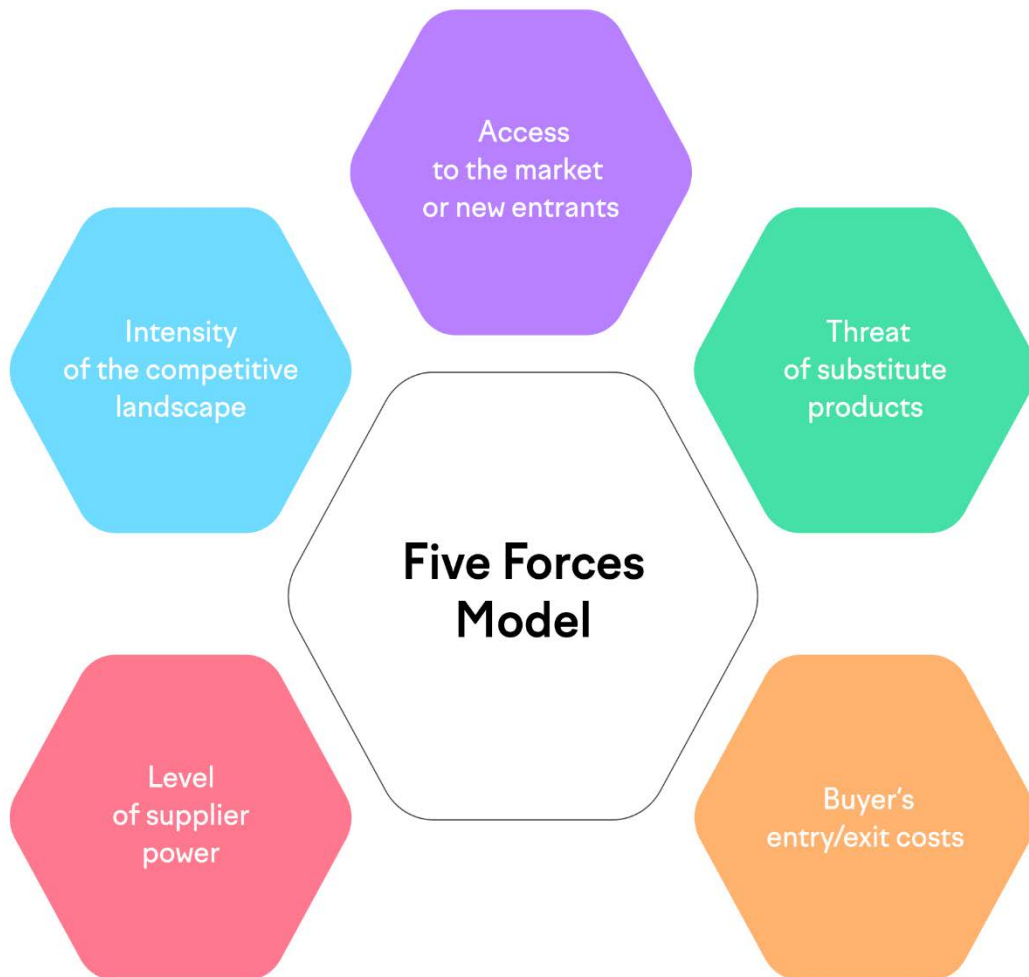 Access
to the market
or new entrants
Intensity
of the competitive
landscape
Threat
of substitute
products
Five Forces
Model
Level
of supplier
power
Buyer’s
entry/exit costs